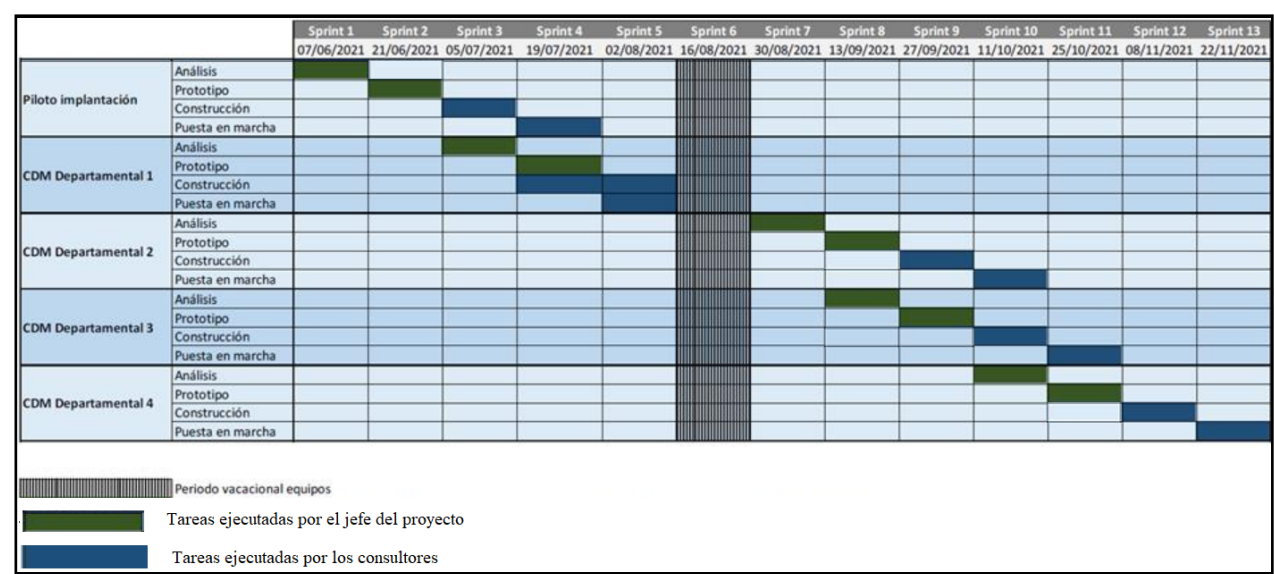 Sprint 1 Sprint 2 Sprint 3 Sprint 4 Sprint 5 Sprint 6 Sprint 7 Sprint 8 Sprint 9 Sprint 10 Sprint 11 Sprint 12 Sprint 13
07/06/2021 21/06/2021 05/07/2021 19/07/2021 02/08/2021 16/08/2021 30/08/2021 13/09/2021 27/09/2021 11/10/2021 25/10/2021 08/11/2021 22/11/2021
Piloto implantación
Análisis
Prototipo
Construcción
Puesta en marcha
CDM Departamental 1
Análisis
Prototipo
Construcción
Puesta en marcha
CDM Departamental 2
Análisis
Prototipo
Construcción
Puesta en marcha
CDM Departamental 3
Análisis
Prototipo
Construcción
Puesta en marcha
CDM Departamental 4
Análisis
Prototipo
Construcción
Puesta en marcha
Periodo vacacional equipos
Tareas ejecutadas por el jefe del proyecto
Tareas ejecutadas por los consultores